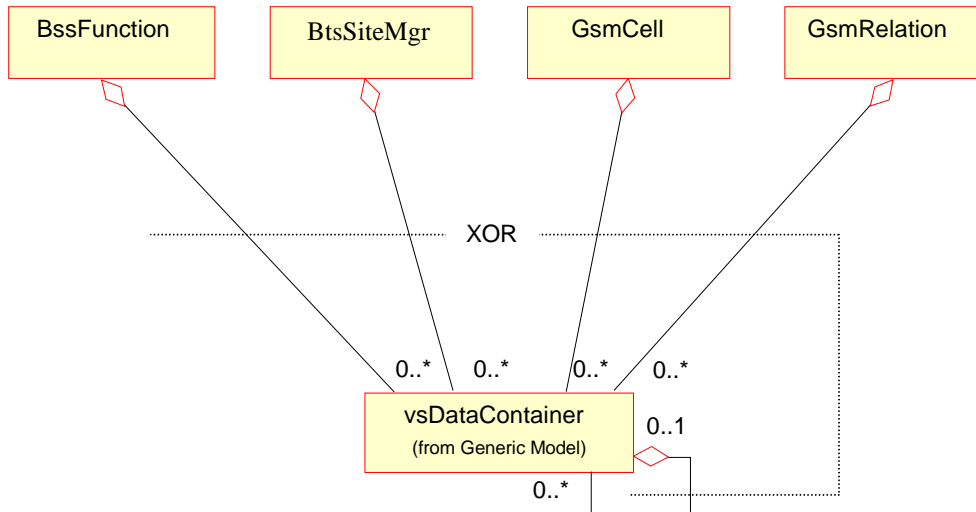 BssFunction
BtsSiteMgr
GsmCell
GsmRelation
XOR
0..*
0..*
0..*
0..*
vsDataContainer
(from Generic Model)
0..1
0..*